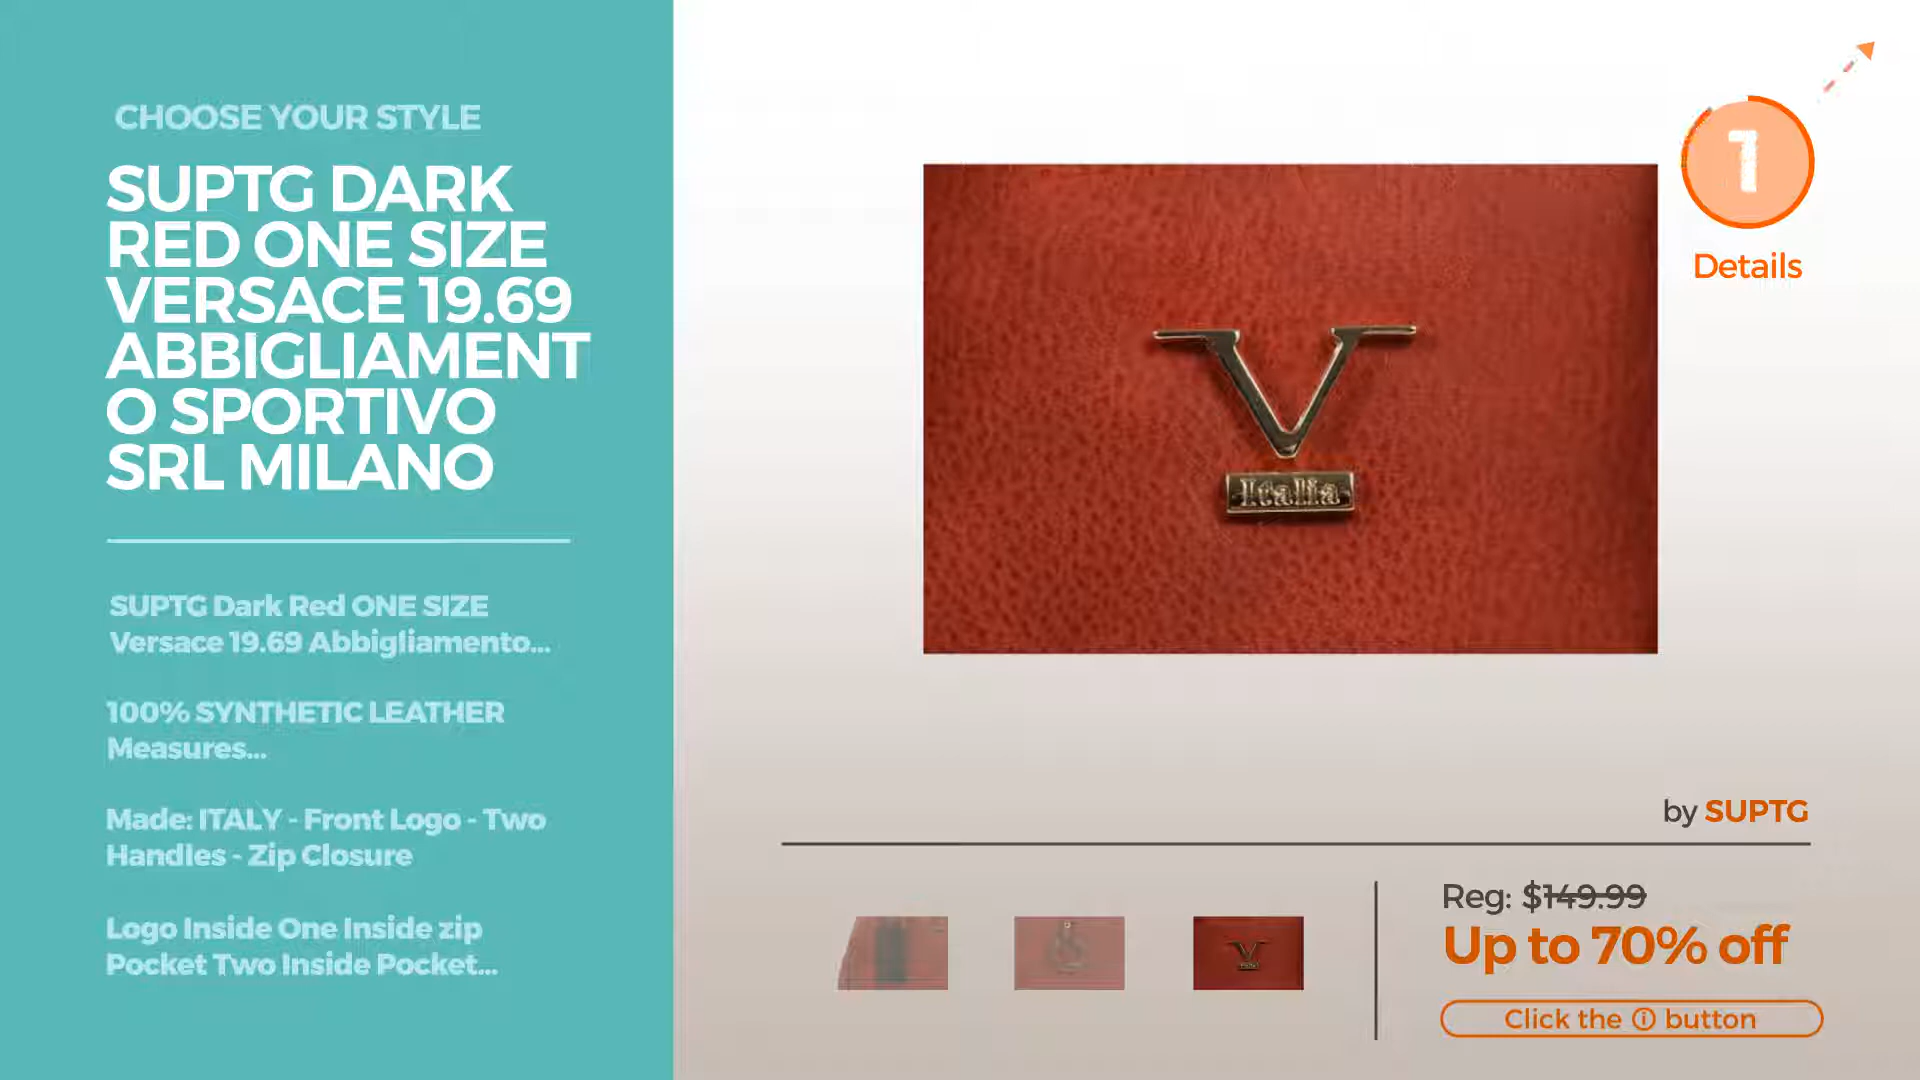 CHOOSE YOUR STYLE
SUPTG DARK
RED ONE SIZE
VERSACE 19.69
ABBIGLIAMENT
O SPORTIVO
SRL MILANO
SUPTG Dark Red ONE SIZE
Versace 19.69 Abbigliamento...
100% SYNTHETIC LEATHER
Measures...
Made: ITALY - Front Logo - Two
Handles - Zip Closure
Logo Inside One Inside zip
Pocket Two Inside Pocket...
V
Italia
1
Details
by SUPTG
Reg: $149.99
Up to 70% off
Click the ⓘ button